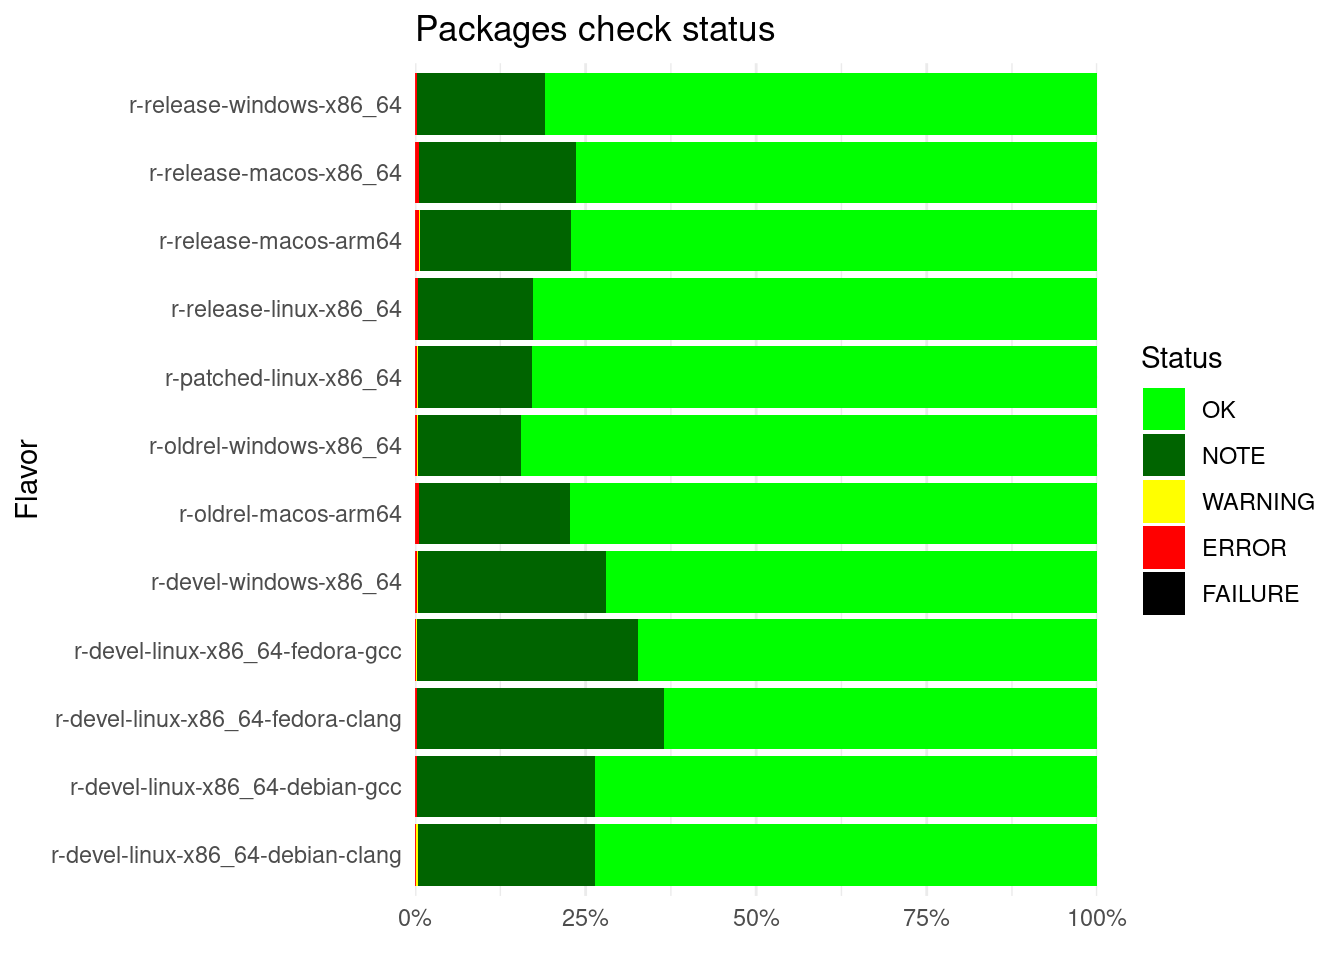 Packages check status
Flavor
r-release-windows-x86_64
r-release-macos-x86_64
r-release-macos-arm64
r-release-linux-x86_64
r-patched-linux-x86_64
r-oldrel-windows-x86_64
r-oldrel-macos-arm64
r-devel-windows-x86_64
r-devel-linux-x86_64-fedora-gcc
r-devel-linux-x86_64-fedora-clang
r-devel-linux-x86_64-debian-gcc
r-devel-linux-x86_64-debian-clang
0% 25% 50% 75% 100%
Status
OK
NOTE
WARNING
ERROR
FAILURE